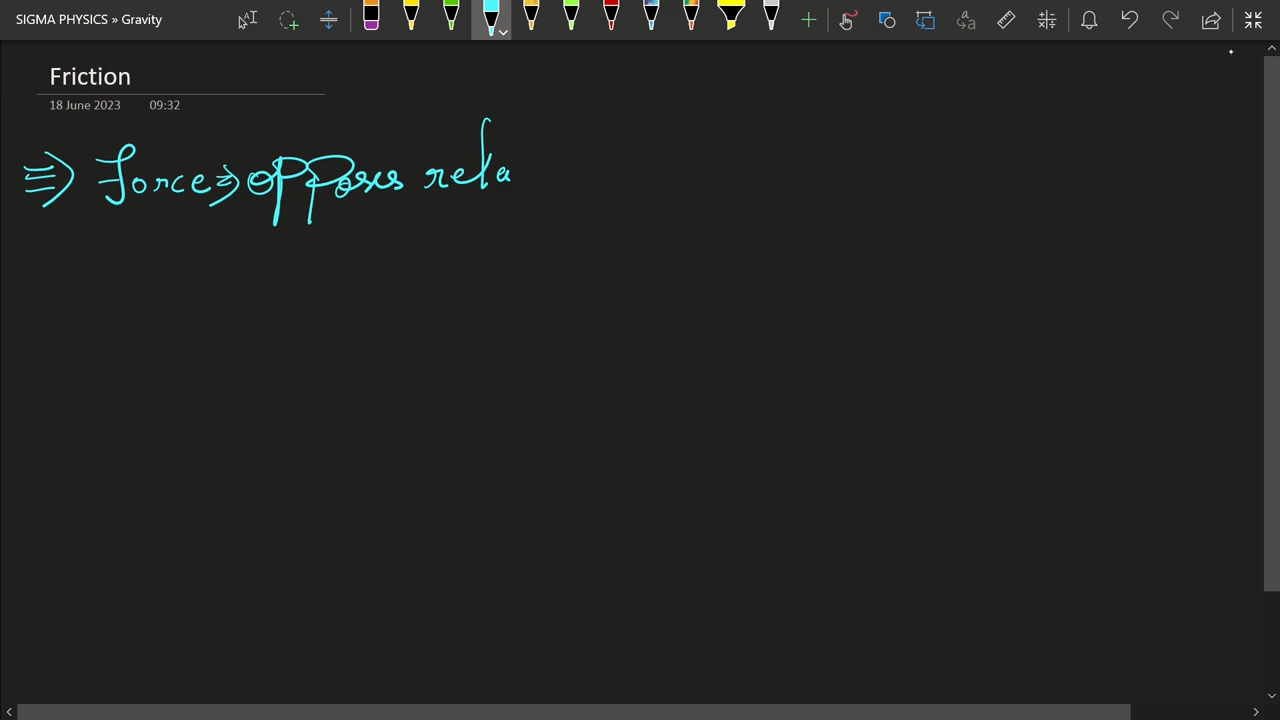 SIGMA PHYSICS » Gravity
Friction
18 June 2023 09:32
⇒ force ⇒ opposes rela